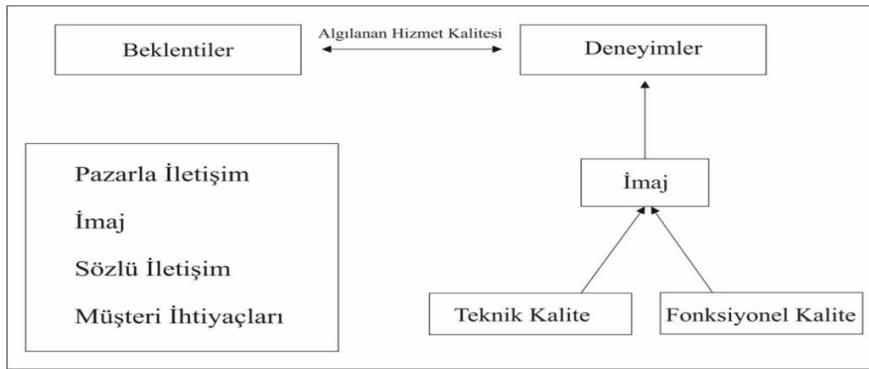 Beklentiler
Algılanan Hizmet Kalitesi
Deneyimler
Pazarla İletişim
İmaj
Sözlü İletişim
Müşteri İhtiyaçları
İmaj
Teknik Kalite
Fonksiyonel Kalite